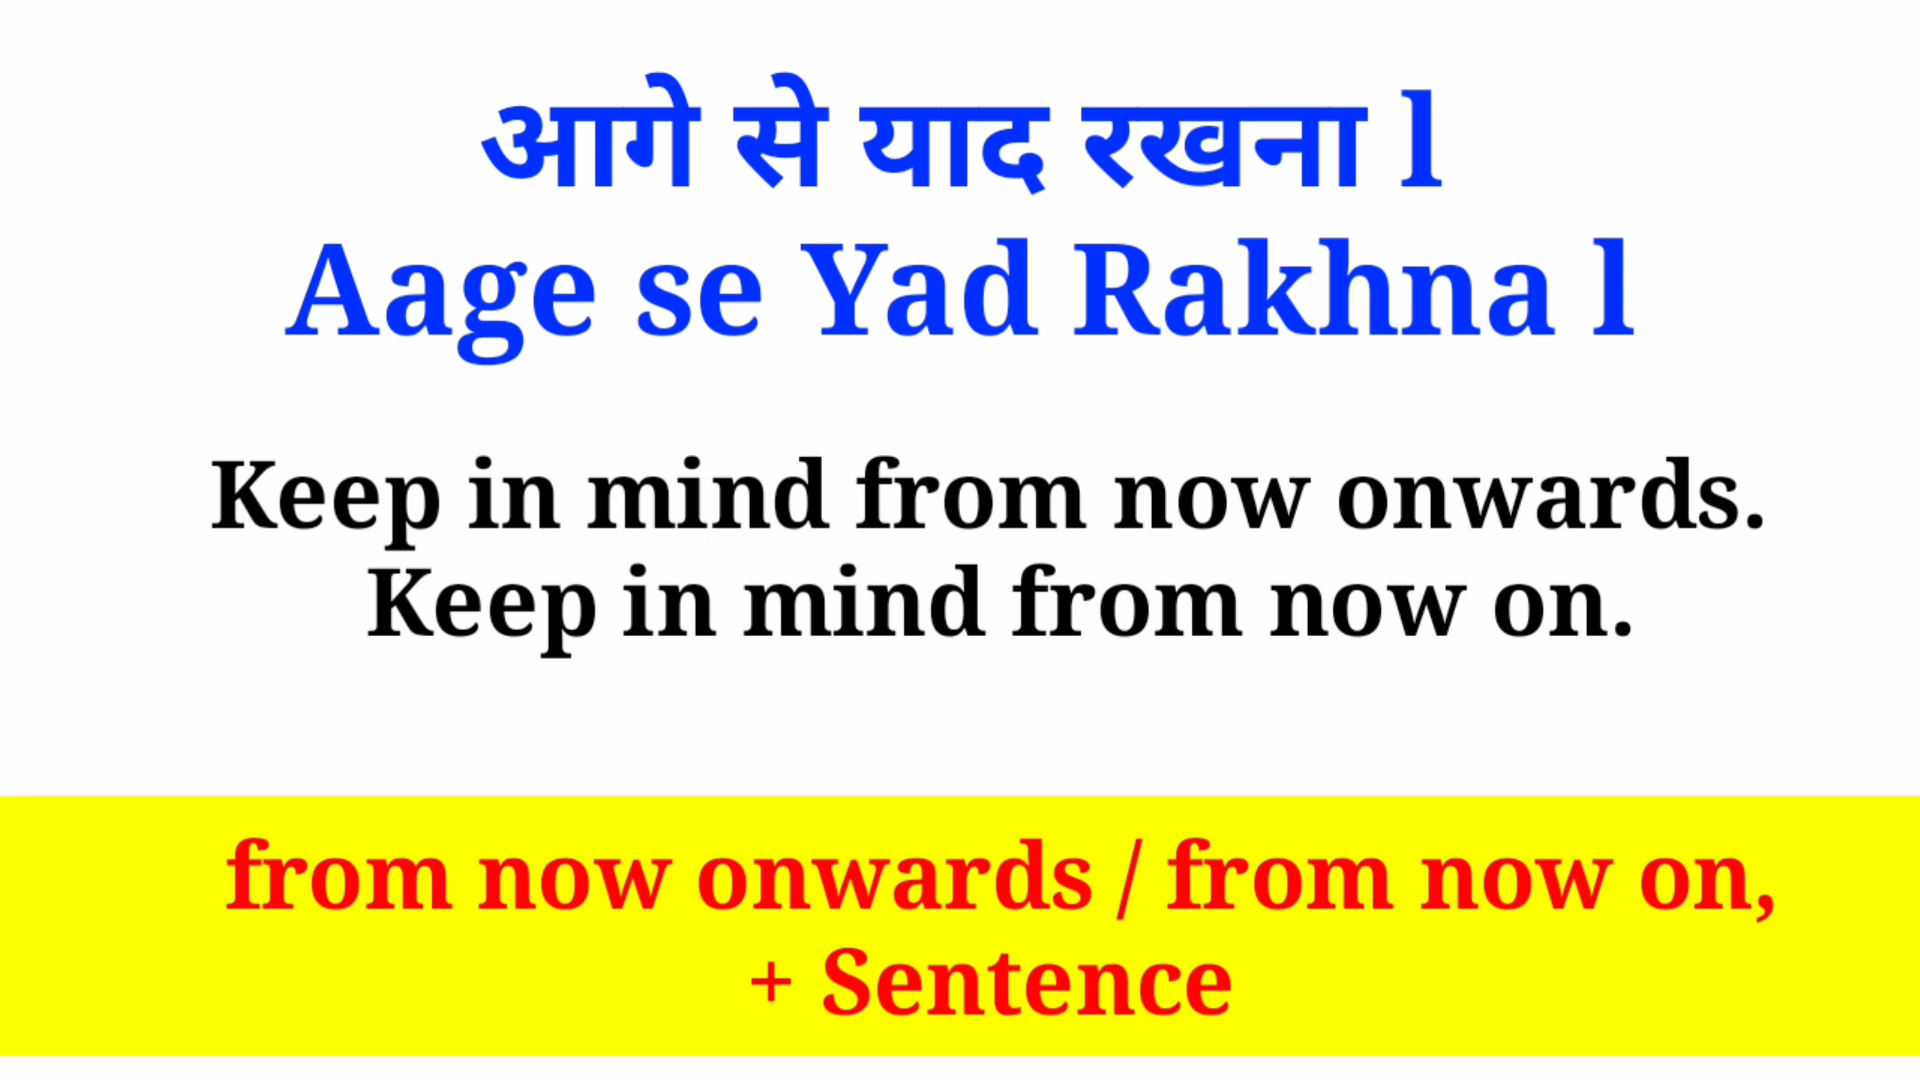 आगे से याद रखना l
Aage se Yad Rakhna l
Keep in mind from now onwards.
Keep in mind from now on.
from now onwards / from now on,
+ Sentence